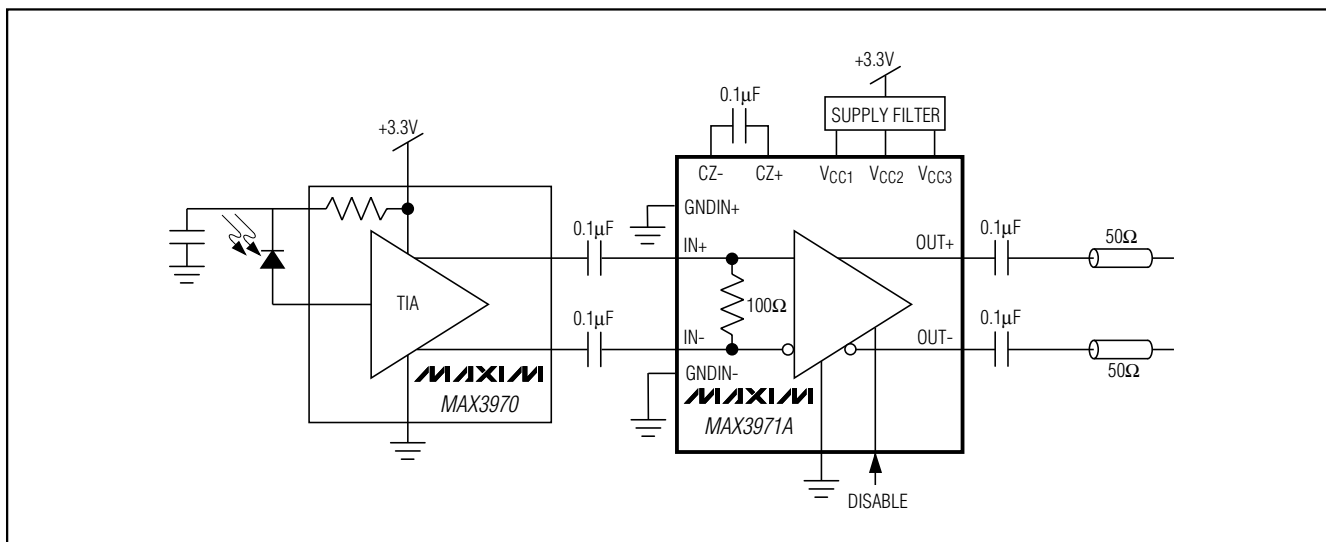 +3.3V
0.1µF
SUPPLY FILTER
+3.3V
CZ-
CZ+
VCC1
VCC2
VCC3
GNDIN+
0.1µF
IN+
OUT+
0.1µF
50Ω
TIA
100Ω
0.1µF
IN-
OUT-
0.1µF
50Ω
GNDIN-
MAXIM
MAX3970
MAXIM
MAX3971A
DISABLE